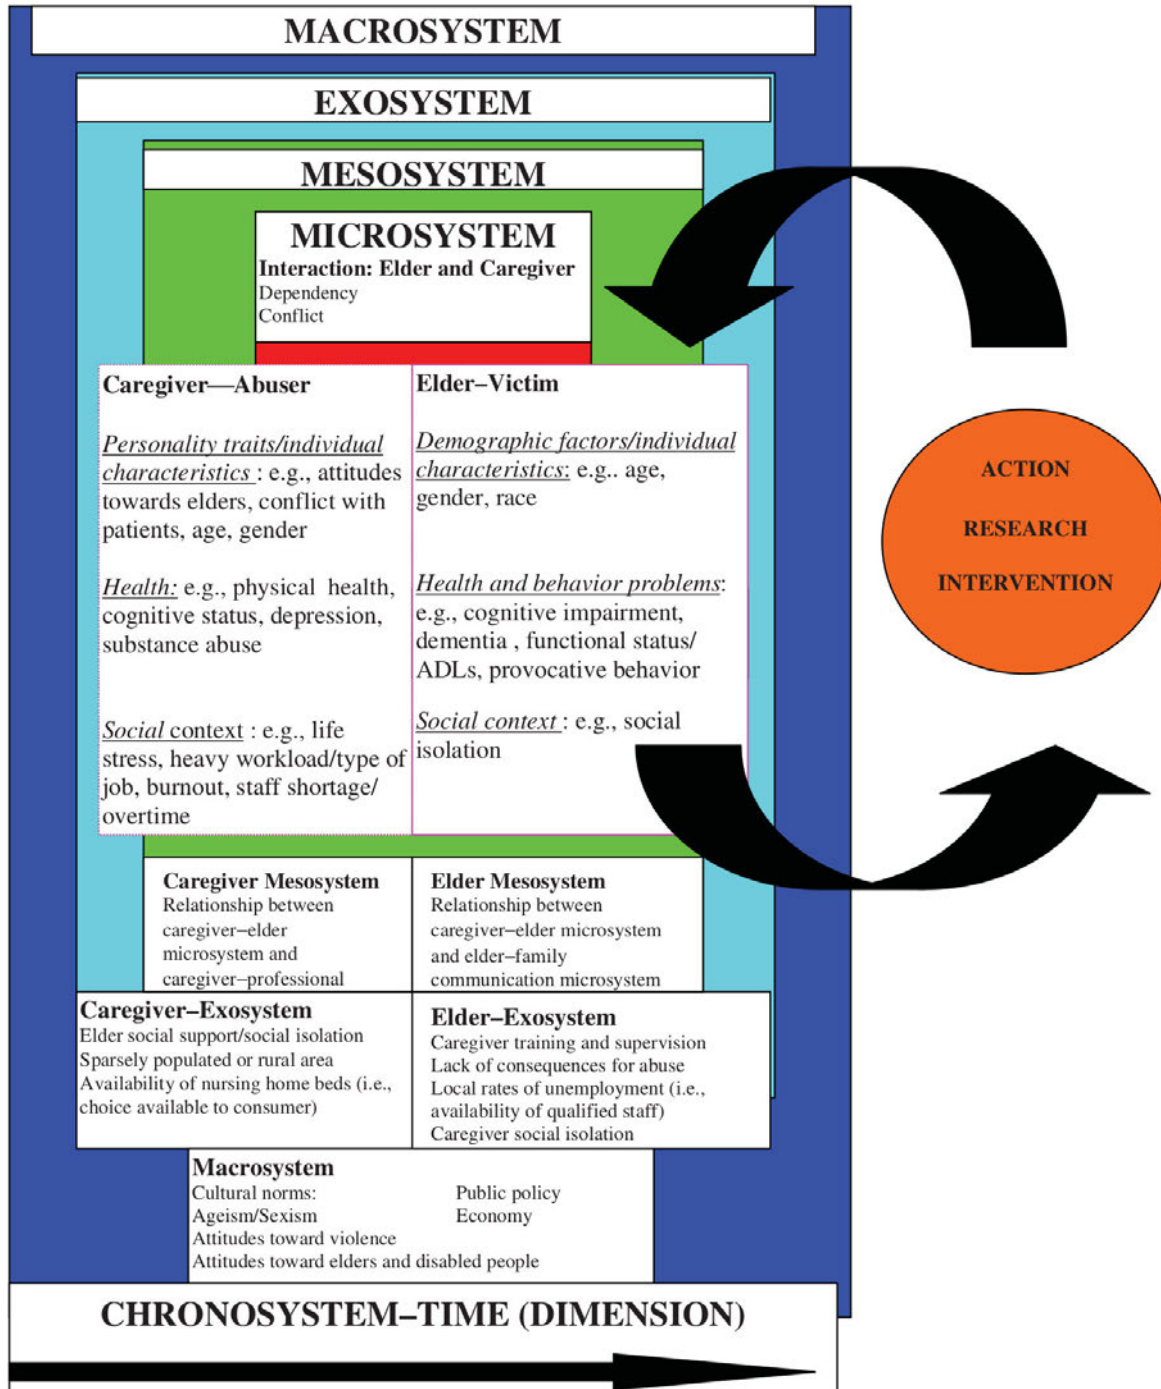 MACROSYSTEM
EXOSYSTEM
MESOSYSTEM
MICROSYSTEM
Interaction: Elder and Caregiver
Dependency
Conflict
Caregiver—Abuser
Personality traits/individual
characteristics : e.g., attitudes
towards elders, conflict with
patients, age, gender
Health: e.g., physical health,
cognitive status, depression,
substance abuse
Social context : e.g., life
stress, heavy workload/type of
job, burnout, staff shortage/
overtime
Elder–Victim
Demographic factors/individual
characteristics: e.g.. age,
gender, race
Health and behavior problems:
e.g., cognitive impairment,
dementia , functional status/
ADLs, provocative behavior
Social context : e.g., social
isolation
ACTION
RESEARCH
INTERVENTION
Caregiver Mesosystem
Relationship between
caregiver–elder
microsystem and
caregiver–professional
Elder Mesosystem
Relationship between
caregiver–elder microsystem
and elder–family
communication microsystem
Caregiver–Exosystem
Elder social support/social isolation
Sparsely populated or rural area
Availability of nursing home beds (i.e.,
choice available to consumer)
Elder–Exosystem
Caregiver training and supervision
Lack of consequences for abuse
Local rates of unemployment (i.e.,
availability of qualified staff)
Caregiver social isolation
Macrosystem
Cultural norms:
Ageism/Sexism
Attitudes toward violence
Attitudes toward elders and disabled people
Public policy
Economy
CHRONOSYSTEM–TIME (DIMENSION)